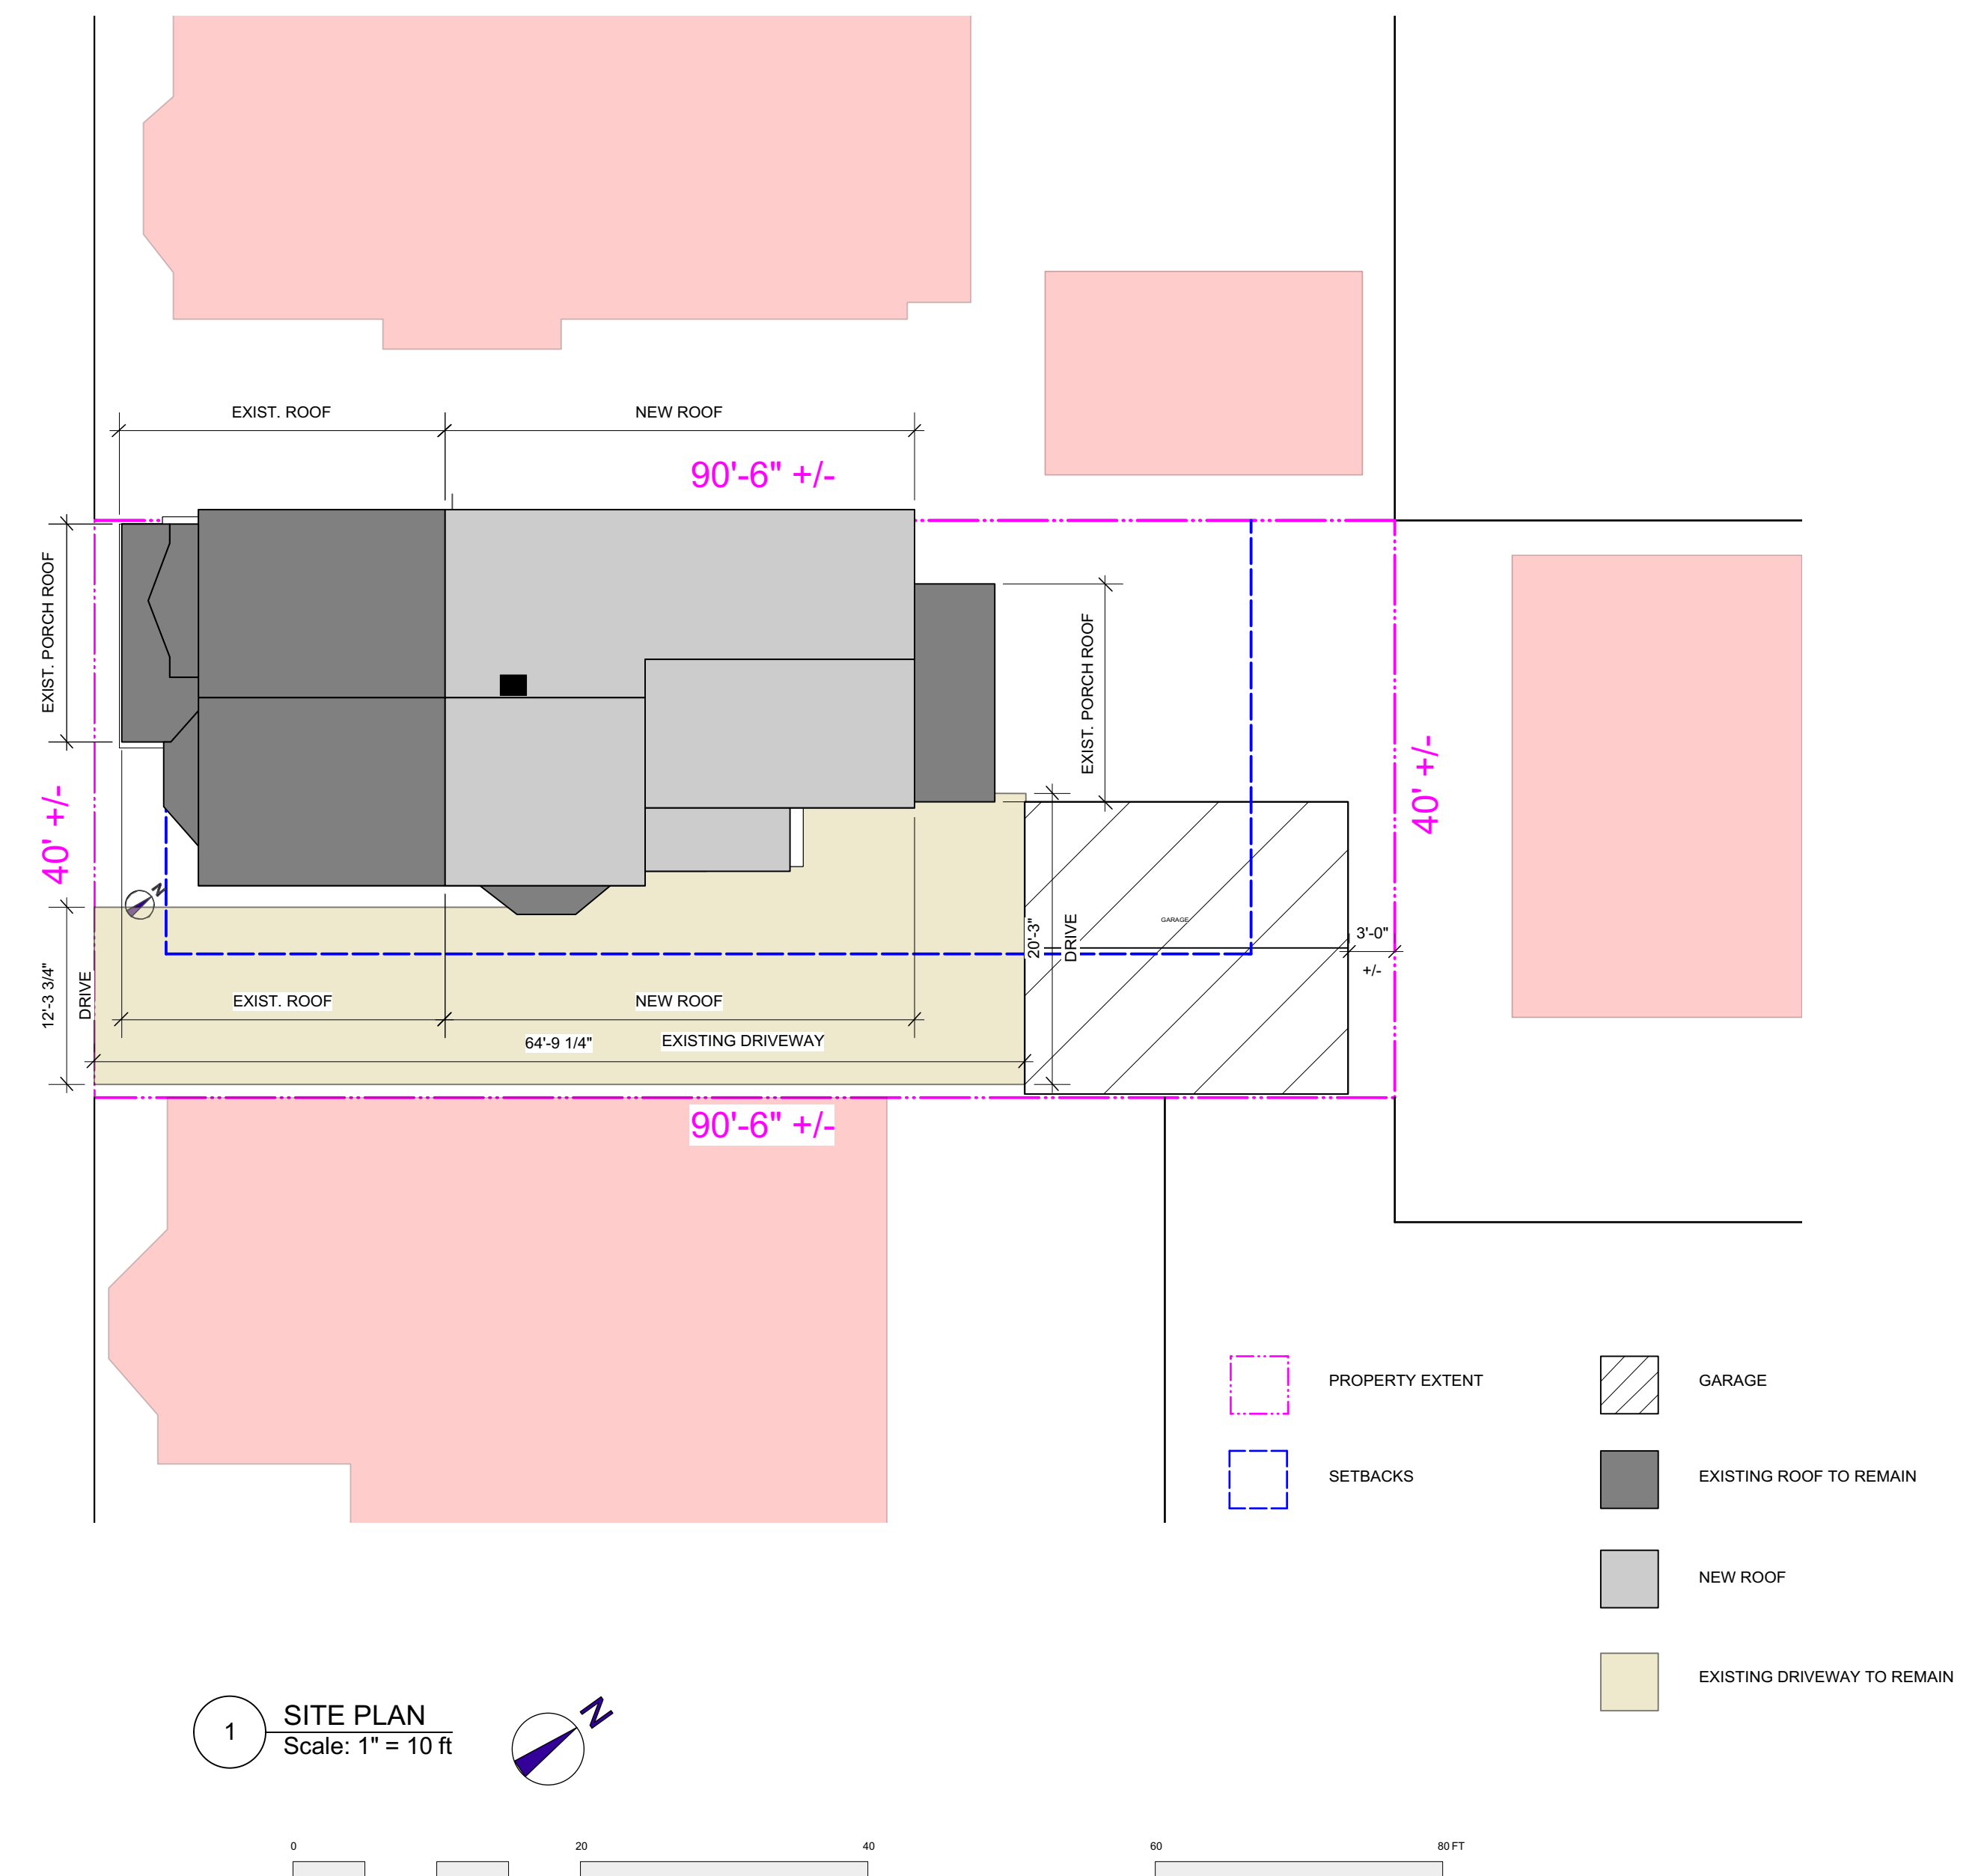 EXIST. ROOF
NEW ROOF
90'-6" +/-
EXIST. PORCH ROOF
EXIST. PORCH ROOF
40' +/-
40' +/-
N
GARAGE
20'-3"
DRIVE
3'-0"
+/-
12'-3 3/4"
DRIVE
EXIST. ROOF
NEW ROOF
64'-9 1/4"
EXISTING DRIVEWAY
90'-6" +/-
PROPERTY EXTENT
GARAGE
SETBACKS
EXISTING ROOF TO REMAIN
NEW ROOF
EXISTING DRIVEWAY TO REMAIN
1
SITE PLAN
Scale: 1" = 10 ft
N
0
20
40
60
80 FT